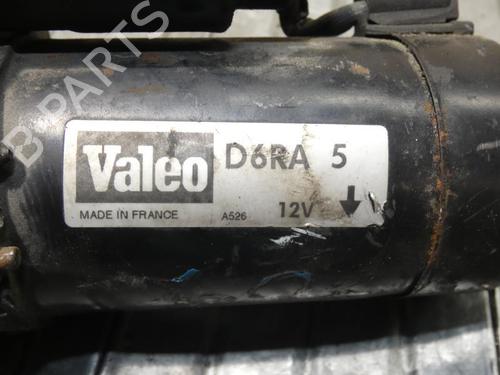 B PARTS
Valeo
D6RA 5
MADE IN FRANCE
A526
12V